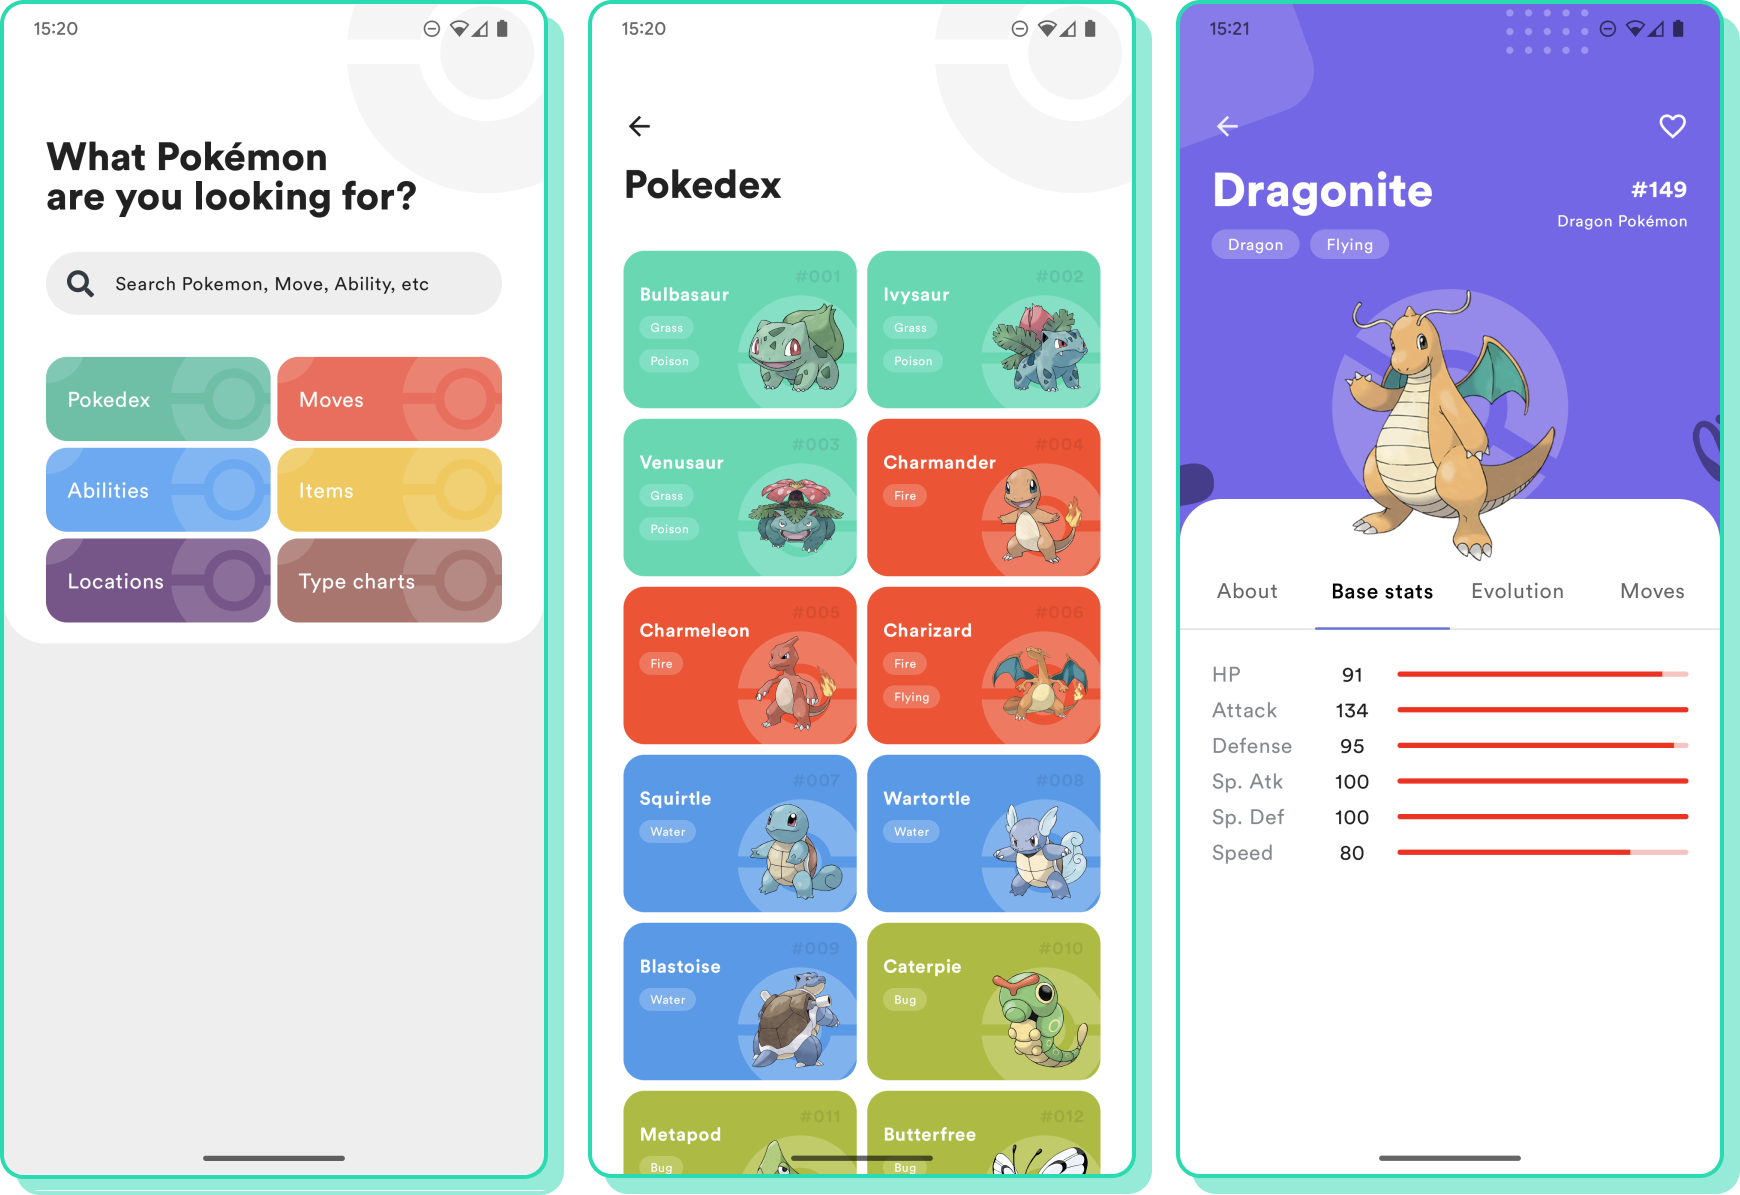 15:20
What Pokémon
are you looking for?
Search Pokemon, Move, Ability, etc
Pokedex
Moves
Abilities
Items
Locations
Type charts
15:20
Pokedex
#001
Bulbasaur
Grass
Poison
#002
Ivysaur
Grass
Poison
#003
Venusaur
Grass
Poison
#004
Charmander
Fire
#005
Charmeleon
Fire
#006
Charizard
Fire
Flying
#007
Squirtle
Water
#008
Wartortle
Water
#009
Blastoise
Water
#010
Caterpie
Bug
#011
Metapod
Bug
#012
Butterfree
Bug
15:21
Dragonite
#149
Dragon Pokémon
Dragon
Flying
About
Base stats
Evolution
Moves
HP 91
Attack 134
Defense 95
Sp. Atk 100
Sp. Def 100
Speed 80